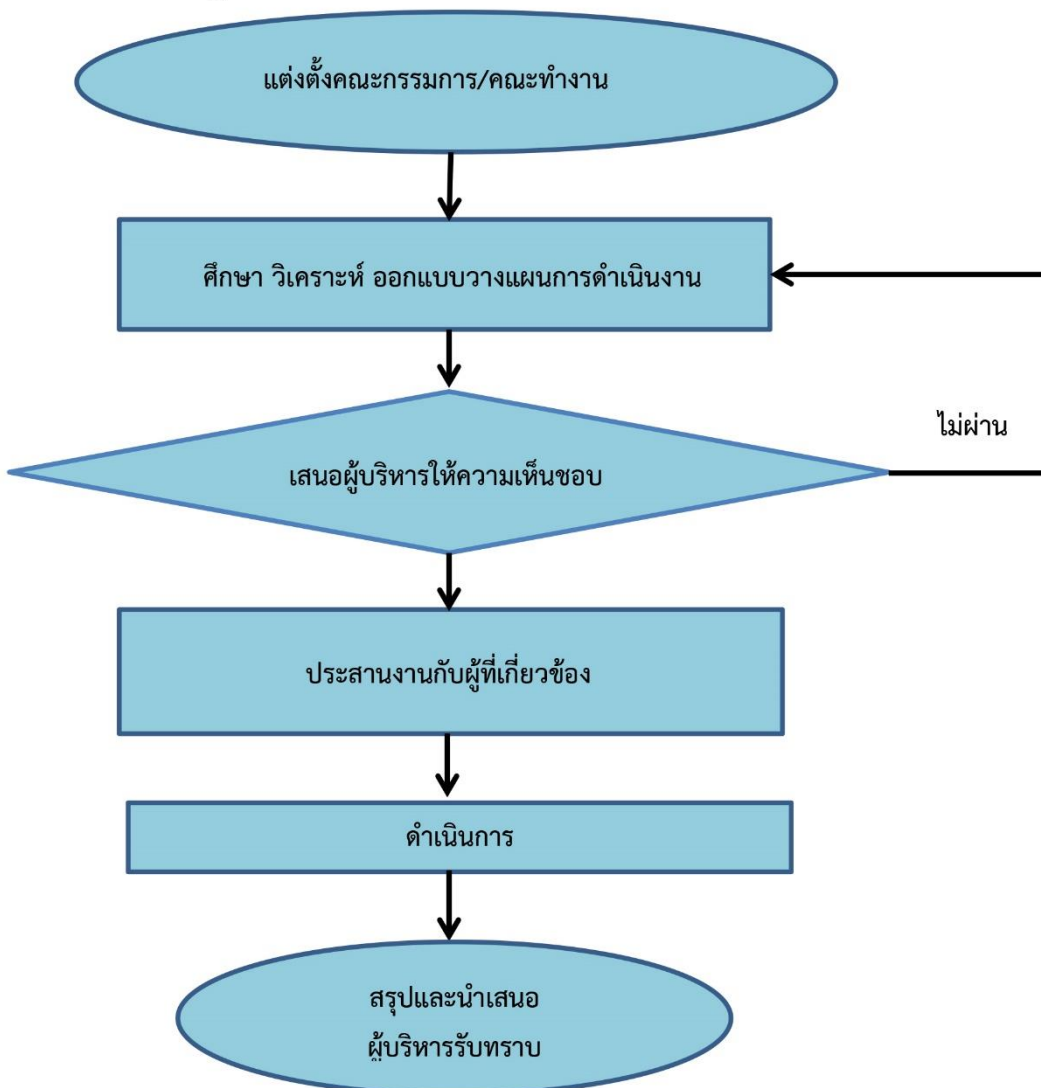 แต่งตั้งคณะกรรมการ/คณะทำงาน
ศึกษา วิเคราะห์ ออกแบบวางแผนการดำเนินงาน
ไม่ผ่าน
เสนอผู้บริหารให้ความเห็นชอบ
ประสานงานกับผู้ที่เกี่ยวข้อง
ดำเนินการ
สรุปและนำเสนอ
ผู้บริหารรับทราบ